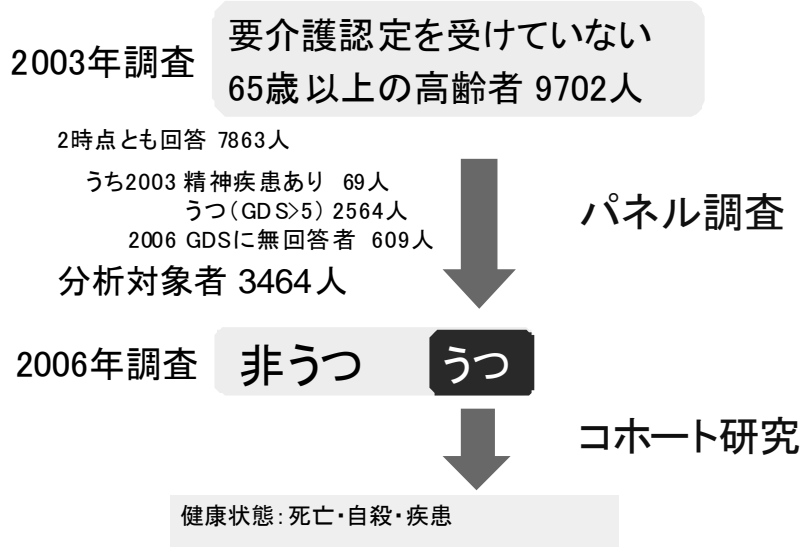 2003年調査
要介護認定を受けていない
65歳以上の高齢者 9702人
2時点とも回答 7863人
うち2003 精神疾患あり 69人
うつ(GDS>5) 2564人
2006 GDSに無回答者 609人
分析対象者 3464人
パネル調査
2006年調査
非うつ
うつ
コホート研究
健康状態:死亡・自殺・疾患